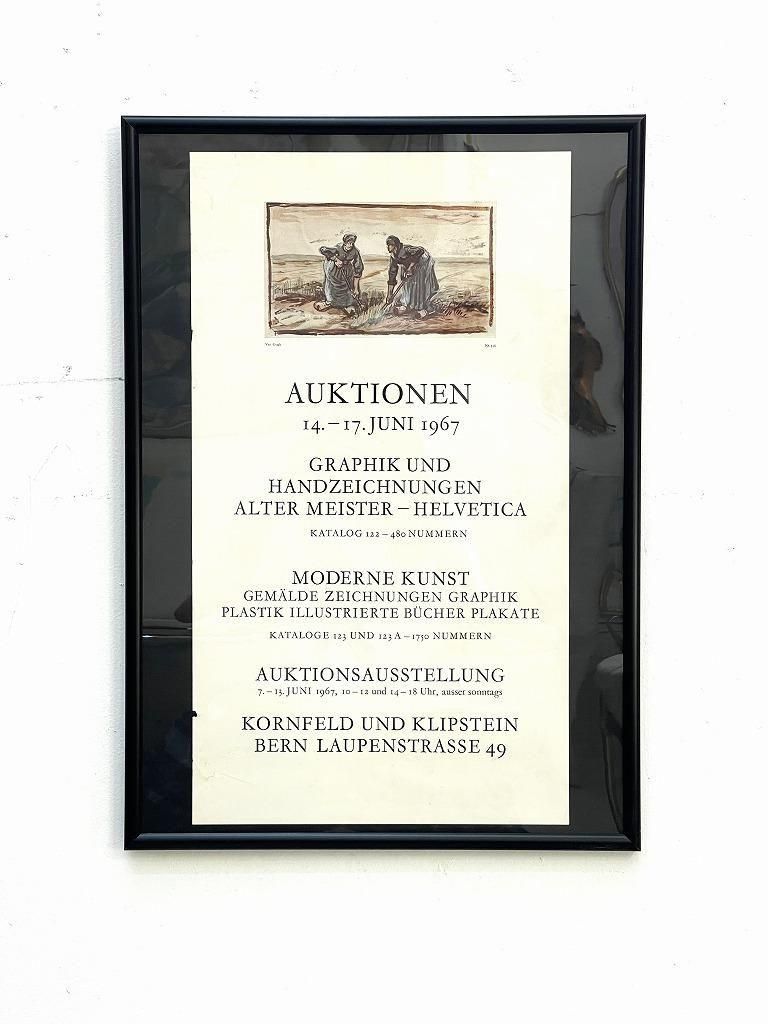 Van Gogh
AUKTIONEN
14. – 17. JUNI 1967
GRAPHIK UND
HANDZEICHNUNGEN
ALTER MEISTER – HELVETICA
KATALOG 122 – 480 NUMMERN
MODERNE KUNST
GEMÄLDE ZEICHNUNGEN GRAPHIK
PLASTIK ILLUSTRIERTE BÜCHER PLAKATE
KATALOGE 123 UND 123 A – 1750 NUMMERN
AUKTIONSAUSSTELLUNG
7. – 13. JUNI 1967, 10 – 12 und 14 – 18 Uhr, ausser sonntags
KORNFELD UND KLIPSTEIN
BERN LAUPENSTRASSE 49